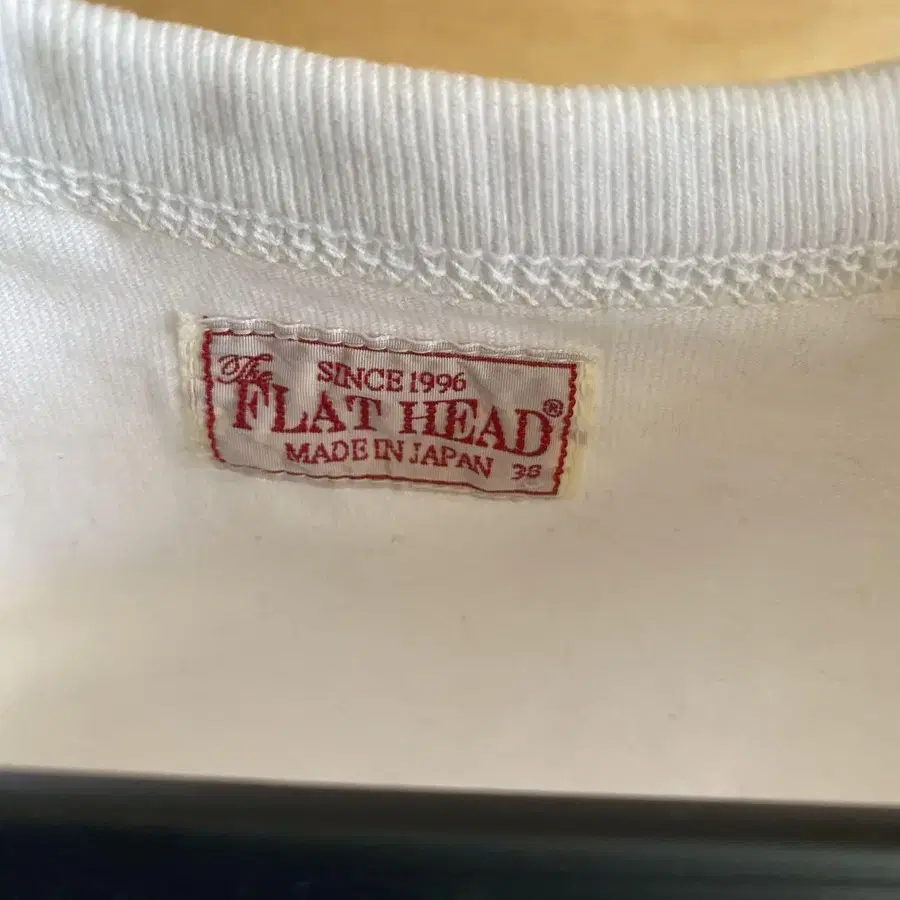 SINCE 1996
The FLAT HEAD®
MADE IN JAPAN 38